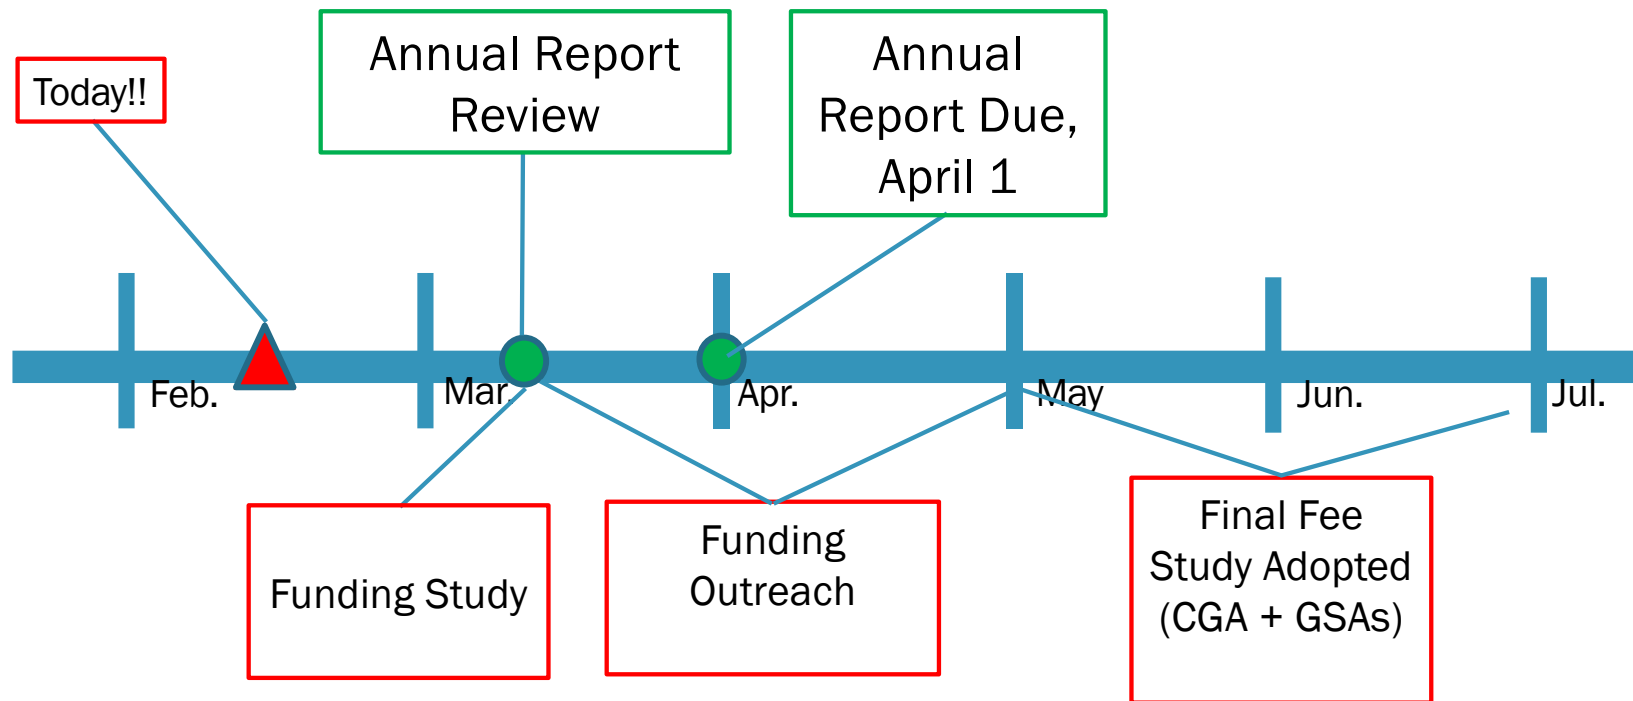 Today!!
Annual Report
Review
Annual
Report Due,
April 1
Feb.
Mar.
Apr.
May
Jun.
Jul.
Funding Study
Funding
Outreach
Final Fee
Study Adopted
(CGA + GSAs)